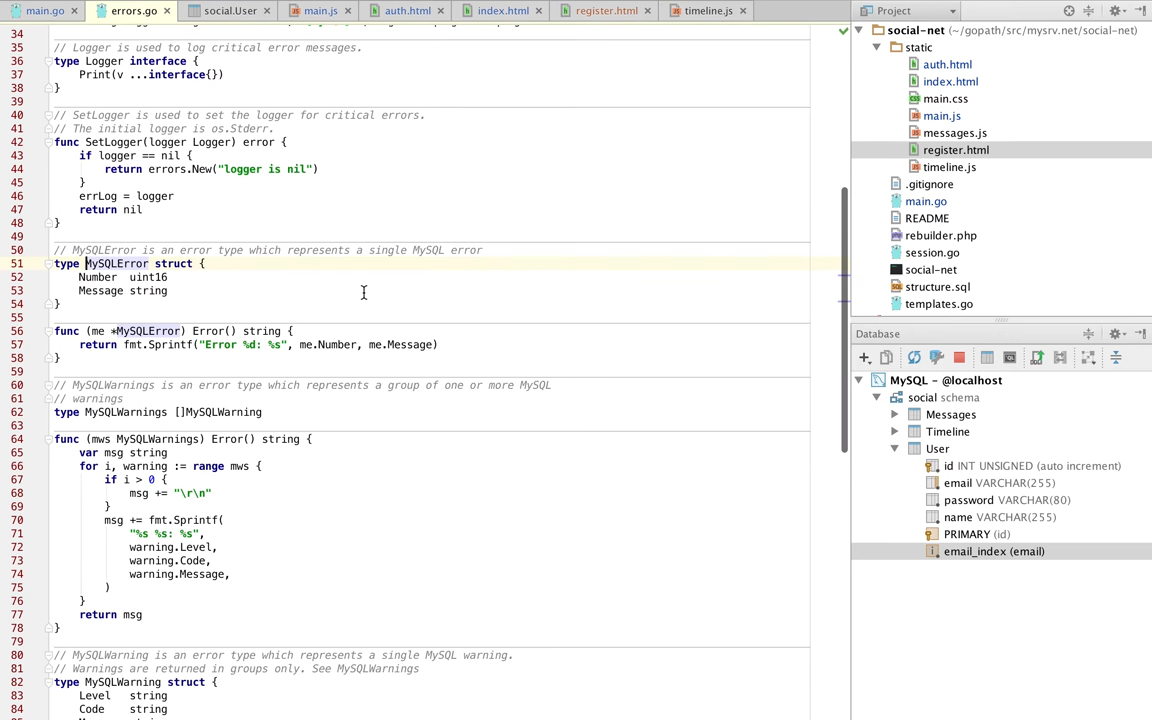 main.go
errors.go
social.User
main.js
auth.html
index.html
register.html
timeline.js
34
35 // Logger is used to log critical error messages.
36 type Logger interface {
37     Print(v ...interface{})
38 }
39
40 // SetLogger is used to set the logger for critical errors.
41 // The initial logger is os.Stderr.
42 func SetLogger(logger Logger) error {
43     if logger == nil {
44         return errors.New("logger is nil")
45     }
46     errLog = logger
47     return nil
48 }
49
50 // MySQLError is an error type which represents a single MySQL error
51 type MySQLError struct {
52     Number  uint16
53     Message string
54 }
55
56 func (me *MySQLError) Error() string {
57     return fmt.Sprintf("Error %d: %s", me.Number, me.Message)
58 }
59
60 // MySQLWarnings is an error type which represents a group of one or more MySQL
61 // warnings
62 type MySQLWarnings []MySQLWarning
63
64 func (mws MySQLWarnings) Error() string {
65     var msg string
66     for i, warning := range mws {
67         if i > 0 {
68             msg += "\r\n"
69         }
70         msg += fmt.Sprintf(
71             "%s %s: %s",
72             warning.Level,
73             warning.Code,
74             warning.Message,
75         )
76     }
77     return msg
78 }
79
80 // MySQLWarning is an error type which represents a single MySQL warning.
81 // Warnings are returned in groups only. See MySQLWarnings
82 type MySQLWarning struct {
83     Level   string
84     Code    string
Project
social-net (~/gopath/src/mysrv.net/social-net)
static
auth.html
index.html
main.css
main.js
messages.js
register.html
timeline.js
.gitignore
main.go
README
rebuilder.php
session.go
social-net
structure.sql
templates.go
Database
MySQL - @localhost
social schema
Messages
Timeline
User
id INT UNSIGNED (auto increment)
email VARCHAR(255)
password VARCHAR(80)
name VARCHAR(255)
PRIMARY (id)
email_index (email)